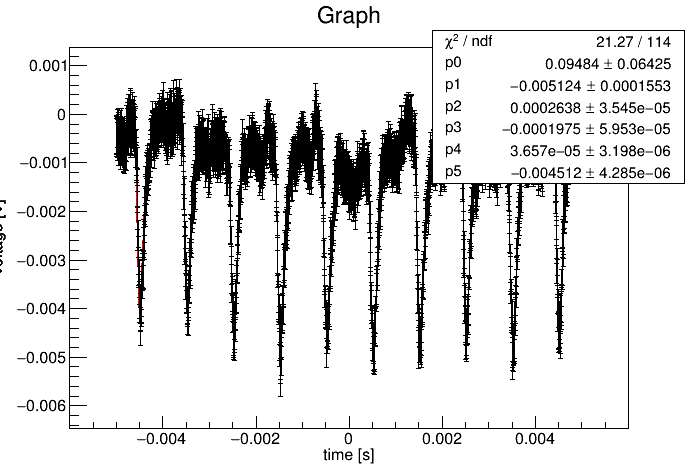 Graph
χ² / ndf 21.27 / 114
p0 0.09484 ± 0.06425
p1 −0.005124 ± 0.0001553
p2 0.0002638 ± 3.545e−05
p3 −0.0001975 ± 5.953e−05
p4 3.657e−05 ± 3.198e−06
p5 −0.004512 ± 4.285e−06
0.001
0
−0.001
−0.002
−0.003
−0.004
−0.005
−0.006
−0.004 −0.002 0 0.002 0.004
time [s]